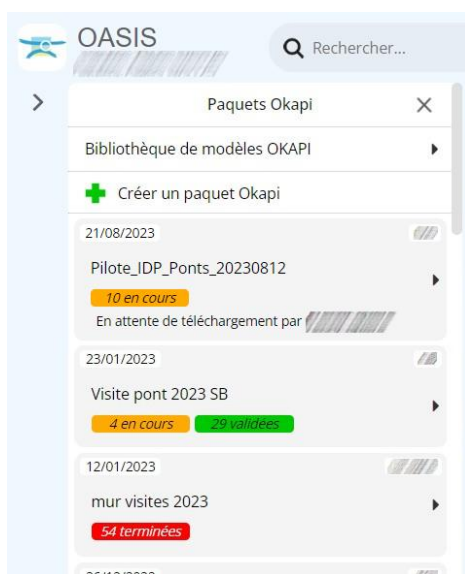 OASIS
Rechercher...
Paquets Okapi
Bibliothèque de modèles OKAPI
Créer un paquet Okapi
21/08/2023
Pilote_IDP_Ponts_20230812
10 en cours
En attente de téléchargement par
23/01/2023
Visite pont 2023 SB
4 en cours 29 validees
12/01/2023
mur visites 2023
54 terminées